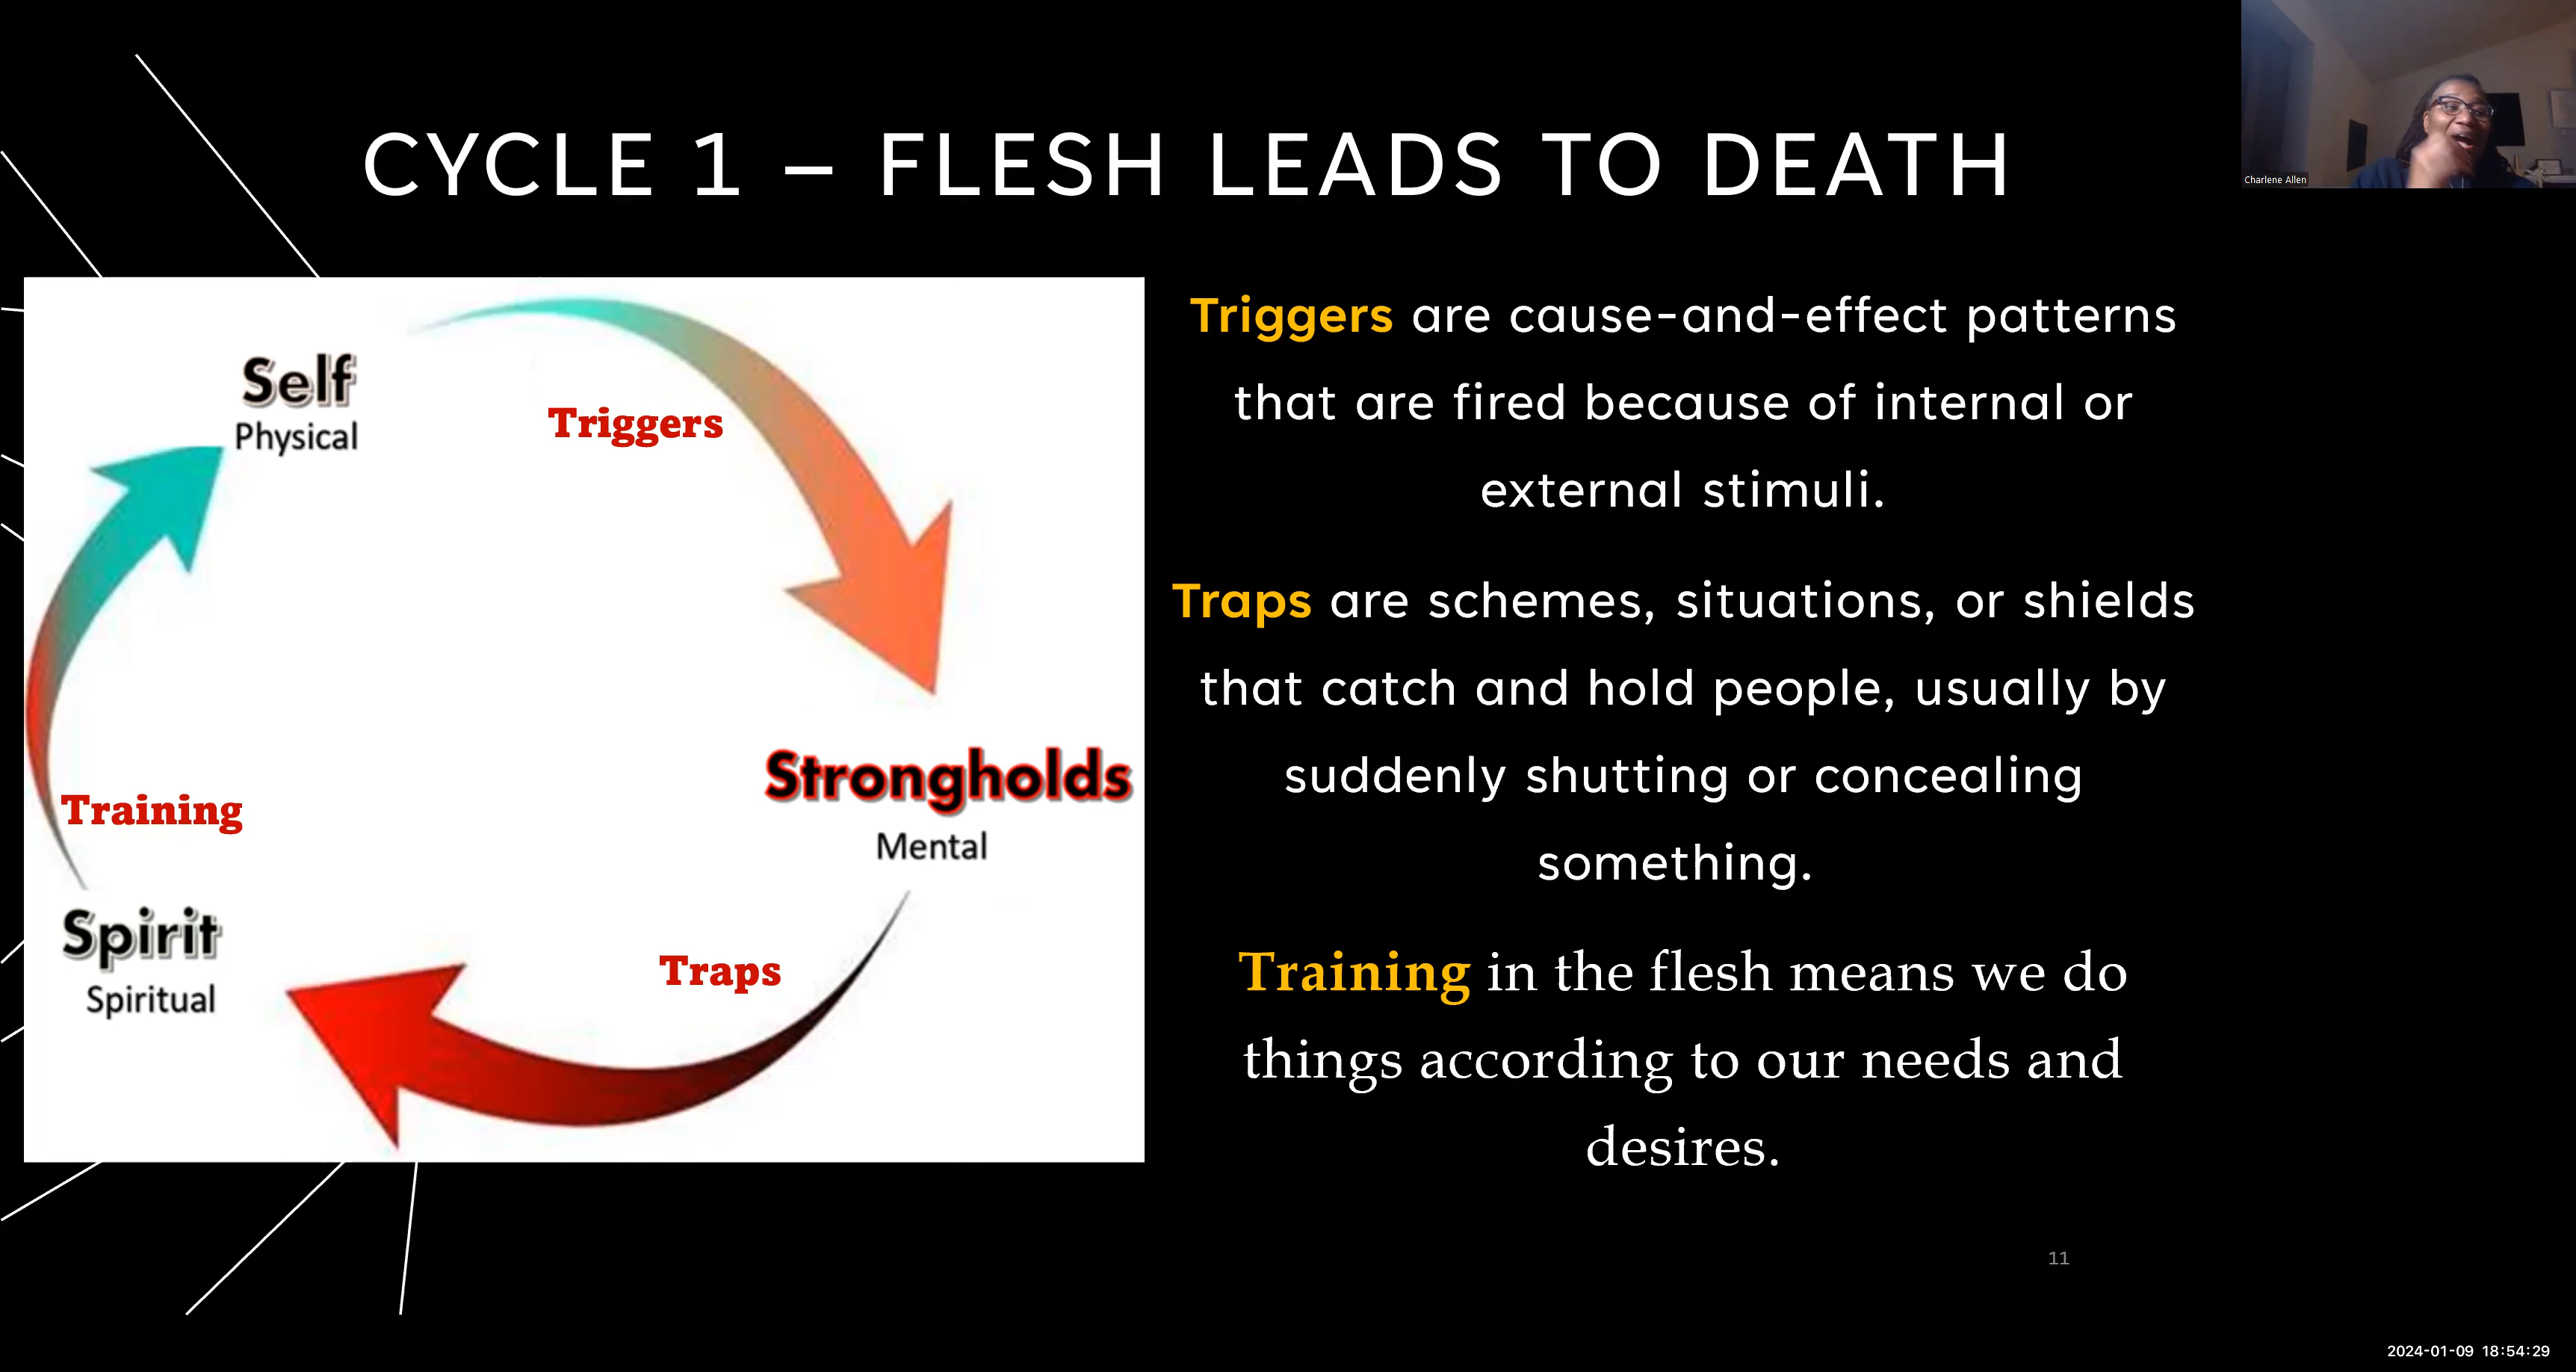 CYCLE 1 – FLESH LEADS TO DEATH
Charlene Allen
Self
Physical
Triggers
Strongholds
Mental
Traps
Spirit
Spiritual
Training
Triggers are cause-and-effect patterns
that are fired because of internal or
external stimuli.
Traps are schemes, situations, or shields
that catch and hold people, usually by
suddenly shutting or concealing
something.
Training in the flesh means we do
things according to our needs and
desires.
11
2024-01-09 18:54:29